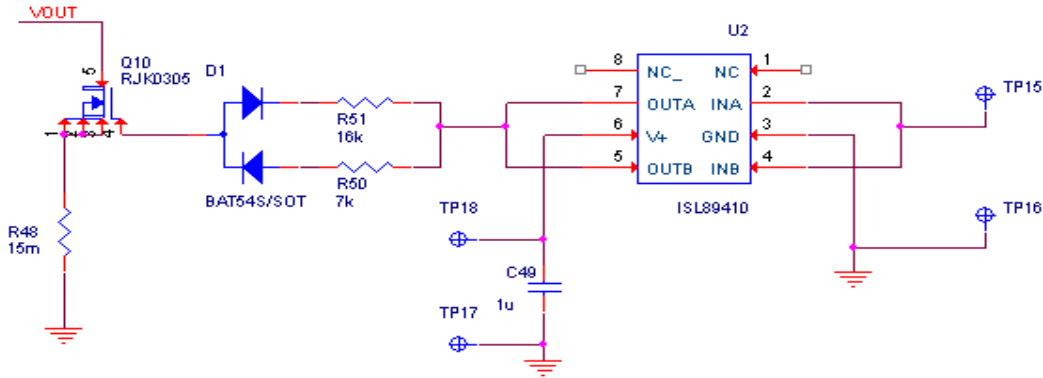 VOUT
Q10
RJK0305
D1
U2
5
1
2
3
4
R51
16k
R50
7k
BAT54S/SOT
8
NC_
NC
1
7
OUTA
INA
2
6
V+
GND
3
5
OUTB
INB
4
ISL89410
TP15
TP16
TP18
TP17
R48
15m
C49
1u